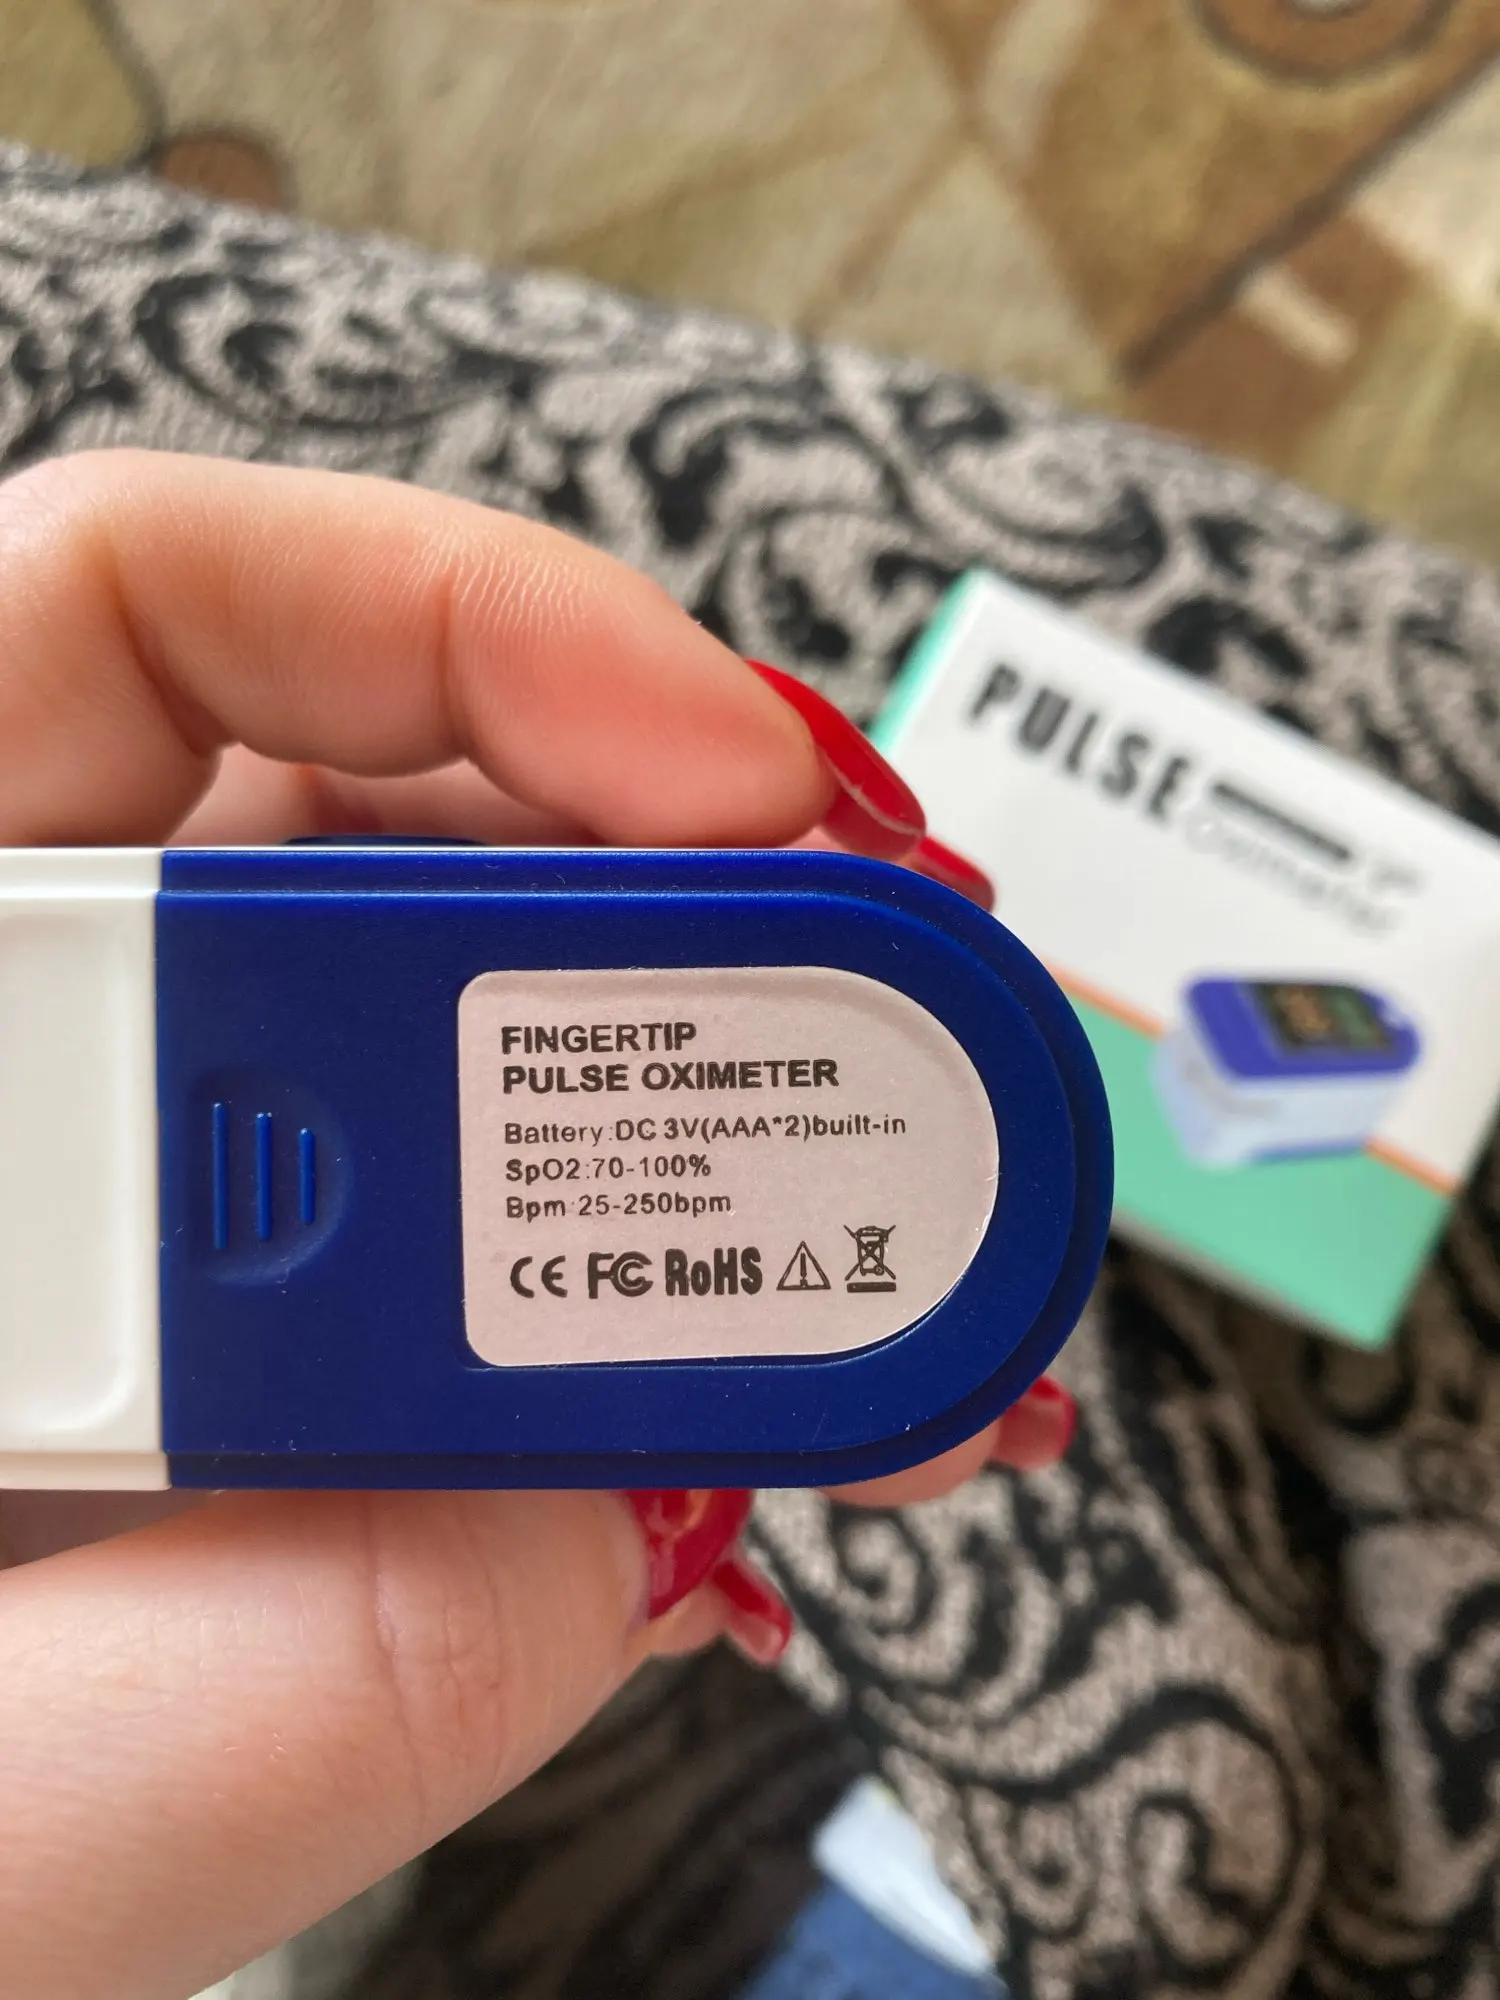 FINGERTIP
PULSE OXIMETER
Battery:DC 3V(AAA*2)built-in
SpO2:70-100%
Bpm:25-250bpm
CE FC RoHS
PULSE
Oximeter